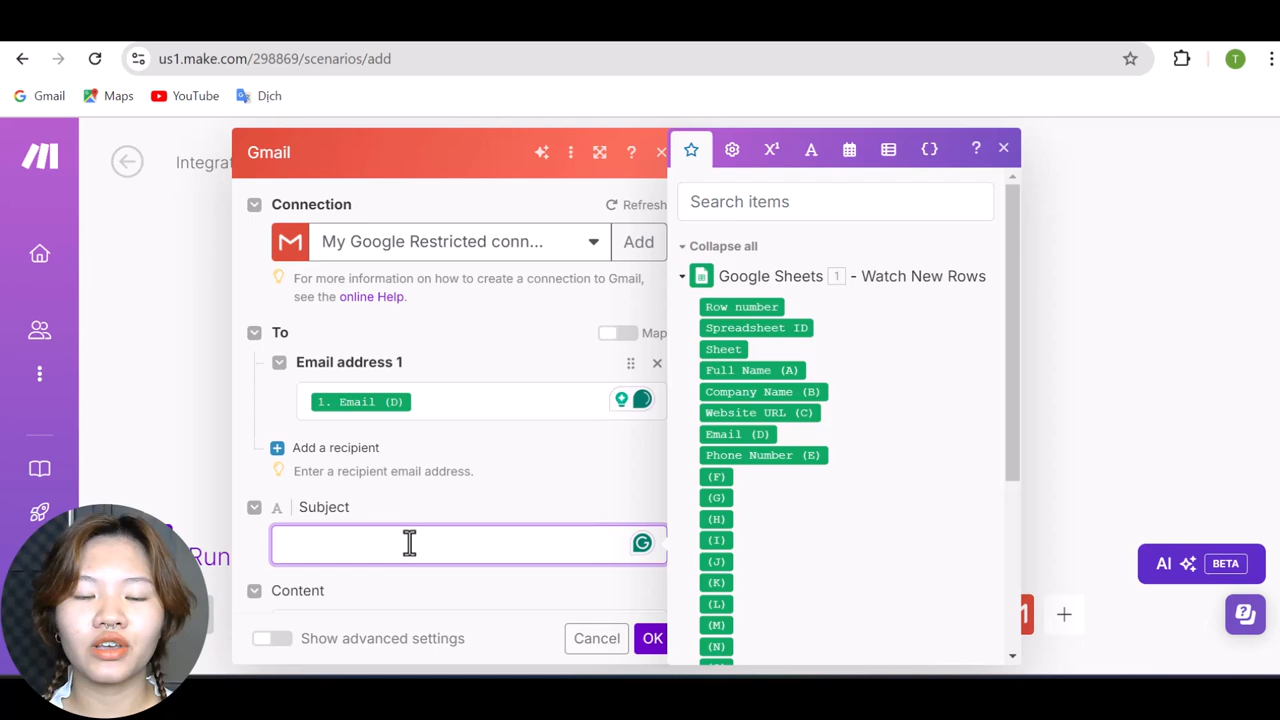 us1.make.com/298869/scenarios/add
T
Gmail
Maps
YouTube
Dịch
Integrat
Gmail
?
Connection
Refresh
My Google Restricted conn...
Add
For more information on how to create a connection to Gmail,
see the online Help.
To
Map
Email address 1
1. Email (D)
Add a recipient
Enter a recipient email address.
A Subject
Content
Show advanced settings
Cancel
OK
Run
?
Search items
Collapse all
Google Sheets 1 - Watch New Rows
Row number
Spreadsheet ID
Sheet
Full Name (A)
Company Name (B)
Website URL (C)
Email (D)
Phone Number (E)
(F)
(G)
(H)
(I)
(J)
(K)
(L)
(M)
(N)
AI BETA